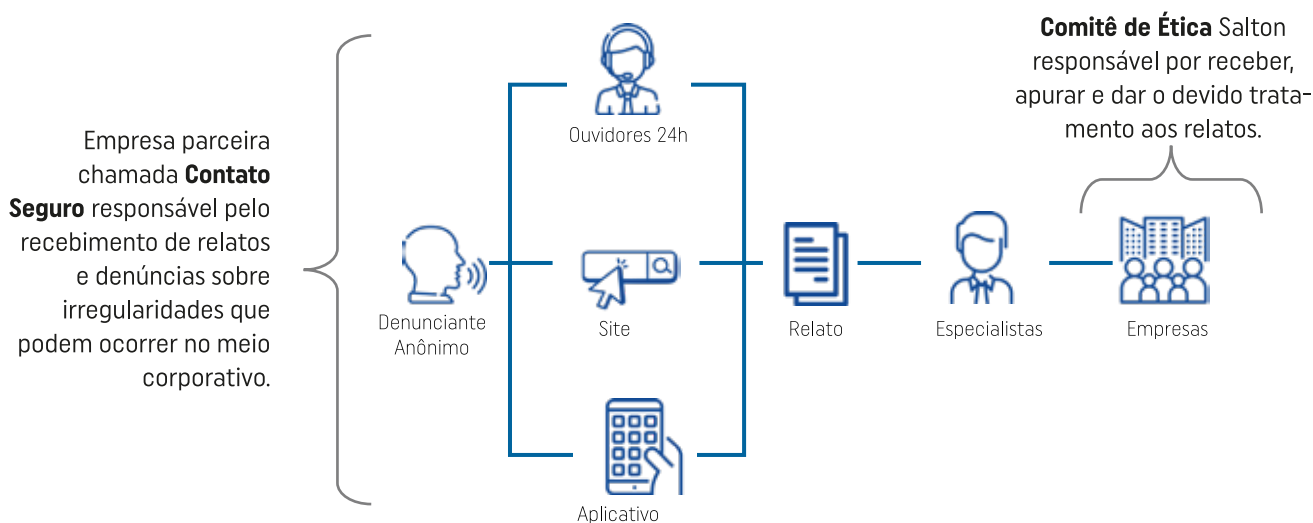 Empresa parceira
chamada Contato
Seguro responsável pelo
recebimento de relatos
e denúncias sobre
irregularidades que
podem ocorrer no meio
corporativo.
Denunciante
Anônimo
Ouvidores 24h
Site
Aplicativo
Relato
Especialistas
Empresas
Comitê de Ética Salton
responsável por receber,
apurar e dar o devido trata-
mento aos relatos.